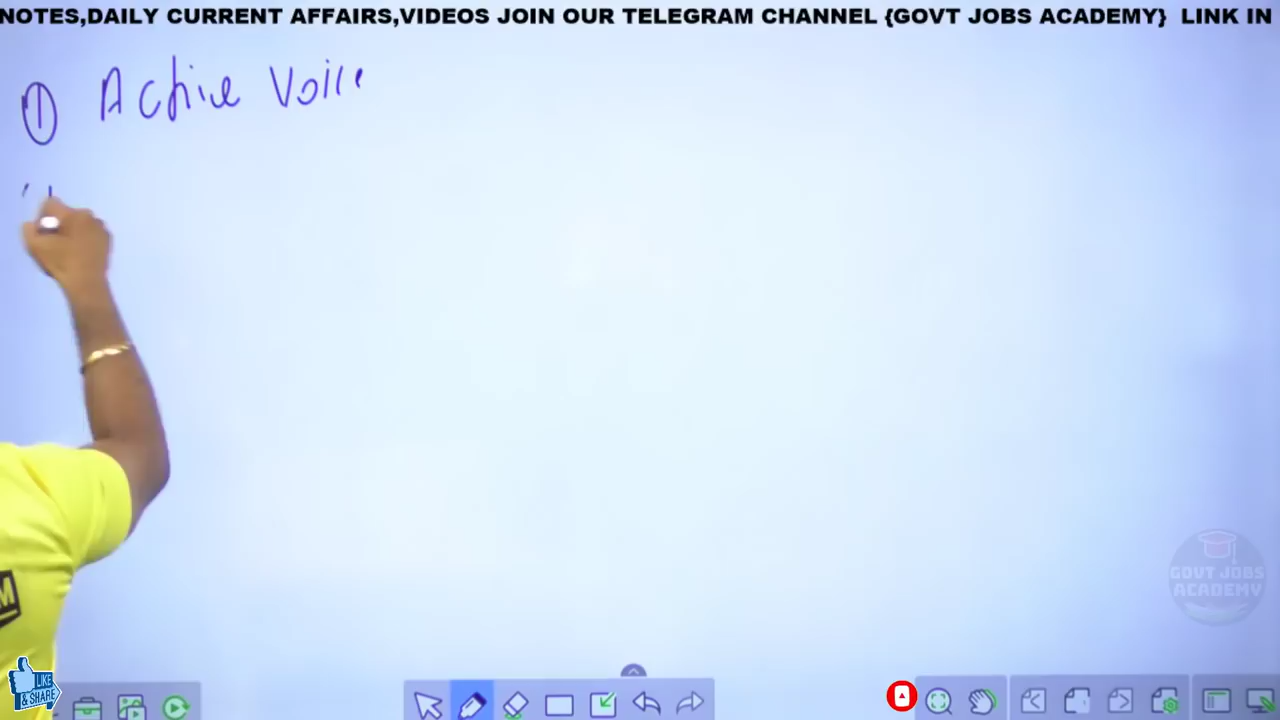 NOTES,DAILY CURRENT AFFAIRS,VIDEOS JOIN OUR TELEGRAM CHANNEL {GOVT JOBS ACADEMY} LINK IN
① Active Voice
M
GOVT JOBS
ACADEMY
LIKE
& SHARE